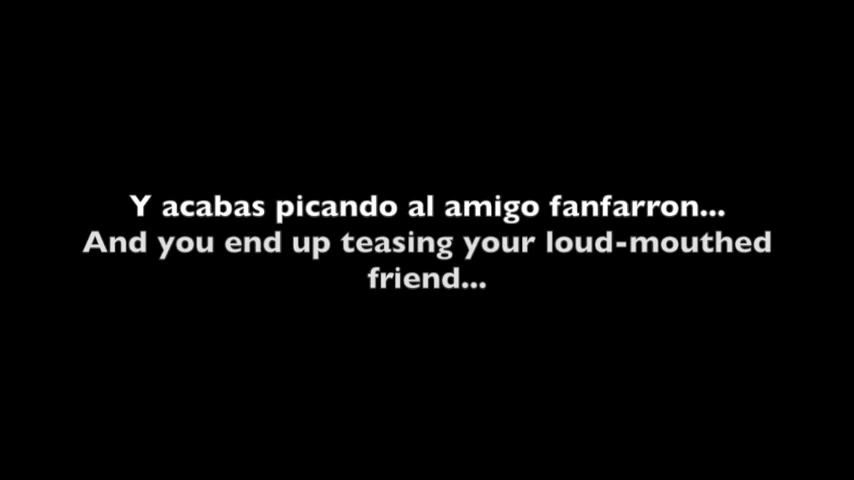 Y acabas picando al amigo fanfarron...
And you end up teasing your loud-mouthed
friend...